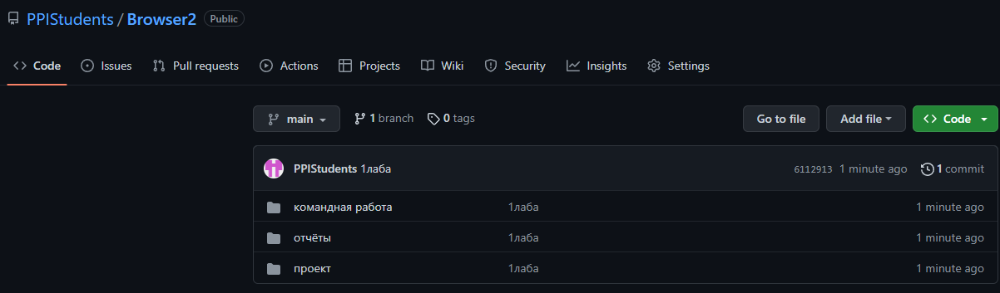 PPIStudents / Browser2 Public
Code Issues Pull requests Actions Projects Wiki Security Insights Settings
main 1 branch 0 tags Go to file Add file Code
PPIStudents 1лаба 6112913 1 minute ago 1 commit
командная работа 1лаба 1 minute ago
отчёты 1лаба 1 minute ago
проект 1лаба 1 minute ago